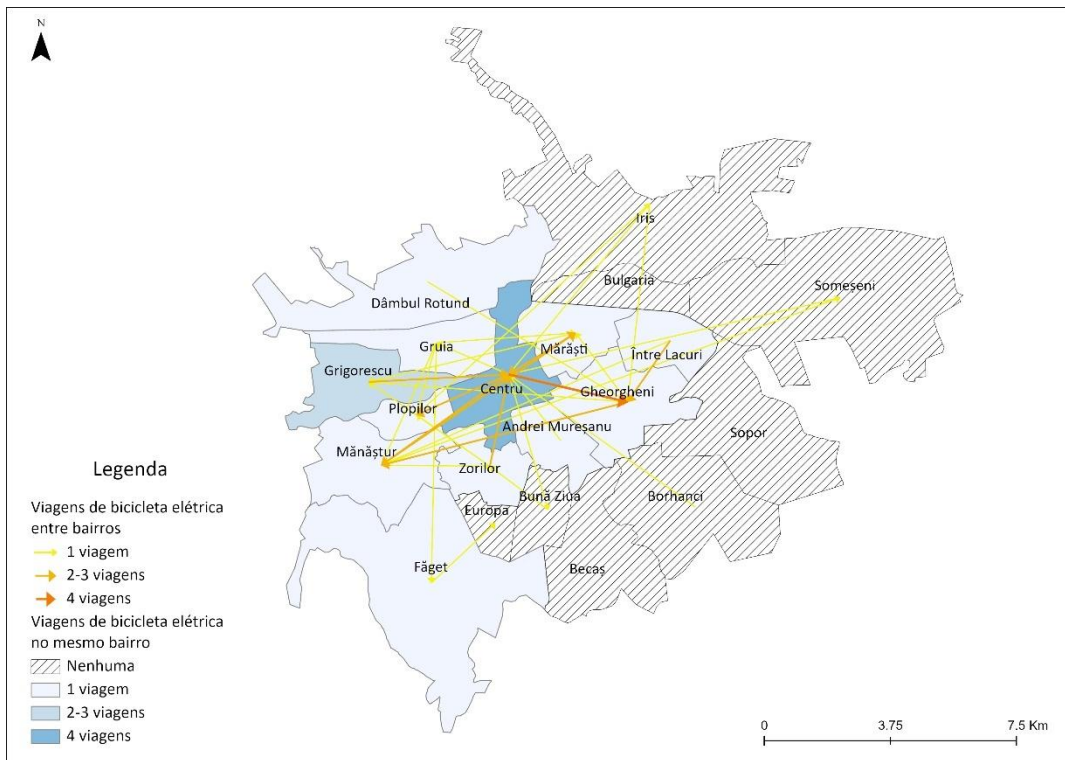 N
Iris
Bulgaria
Someșeni
Dâmbul Rotund
Gruia
Mărăști
Între Lacuri
Grigorescu
Centru
Gheorgheni
Plopilor
Andrei Mureșanu
Sopor
Mănăștur
Zorilor
Bună Ziua
Borhanci
Europa
Făget
Becaș
Legenda
Viagens de bicicleta elétrica
entre bairros
1 viagem
2-3 viagens
4 viagens
Viagens de bicicleta elétrica
no mesmo bairro
Nenhuma
1 viagem
2-3 viagens
4 viagens
0 3.75 7.5 Km